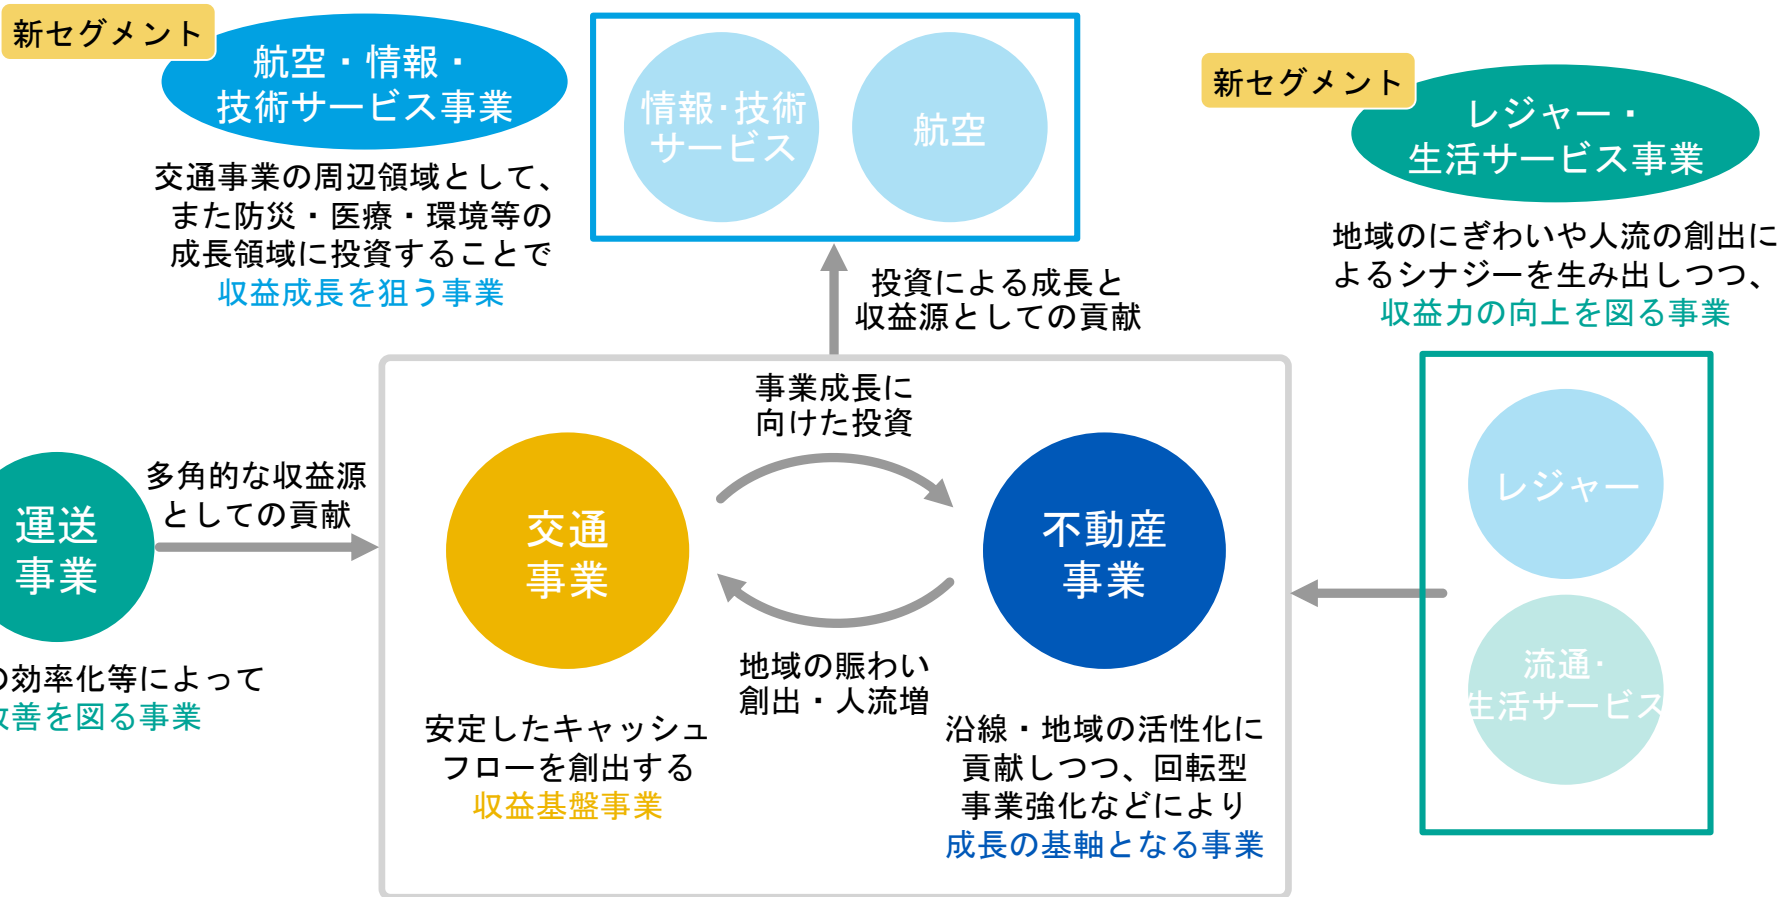 新セグメント
航空・情報・
技術サービス事業
交通事業の周辺領域として、
また防災・医療・環境等の
成長領域に投資することで
収益成長を狙う事業
情報・技術
サービス
航空
新セグメント
レジャー・
生活サービス事業
地域のにぎわいや人流の創出に
よるシナジーを生み出しつつ、
収益力の向上を図る事業
投資による成長と
収益源としての貢献
事業成長に
向けた投資
運送
事業
多角的な収益源
としての貢献
の効率化等によって
改善を図る事業
交通
事業
不動産
事業
地域の賑わい
創出・人流増
安定したキャッシュ
フローを創出する
収益基盤事業
沿線・地域の活性化に
貢献しつつ、回転型
事業強化などにより
成長の基軸となる事業
レジャー
流通・
生活サービス